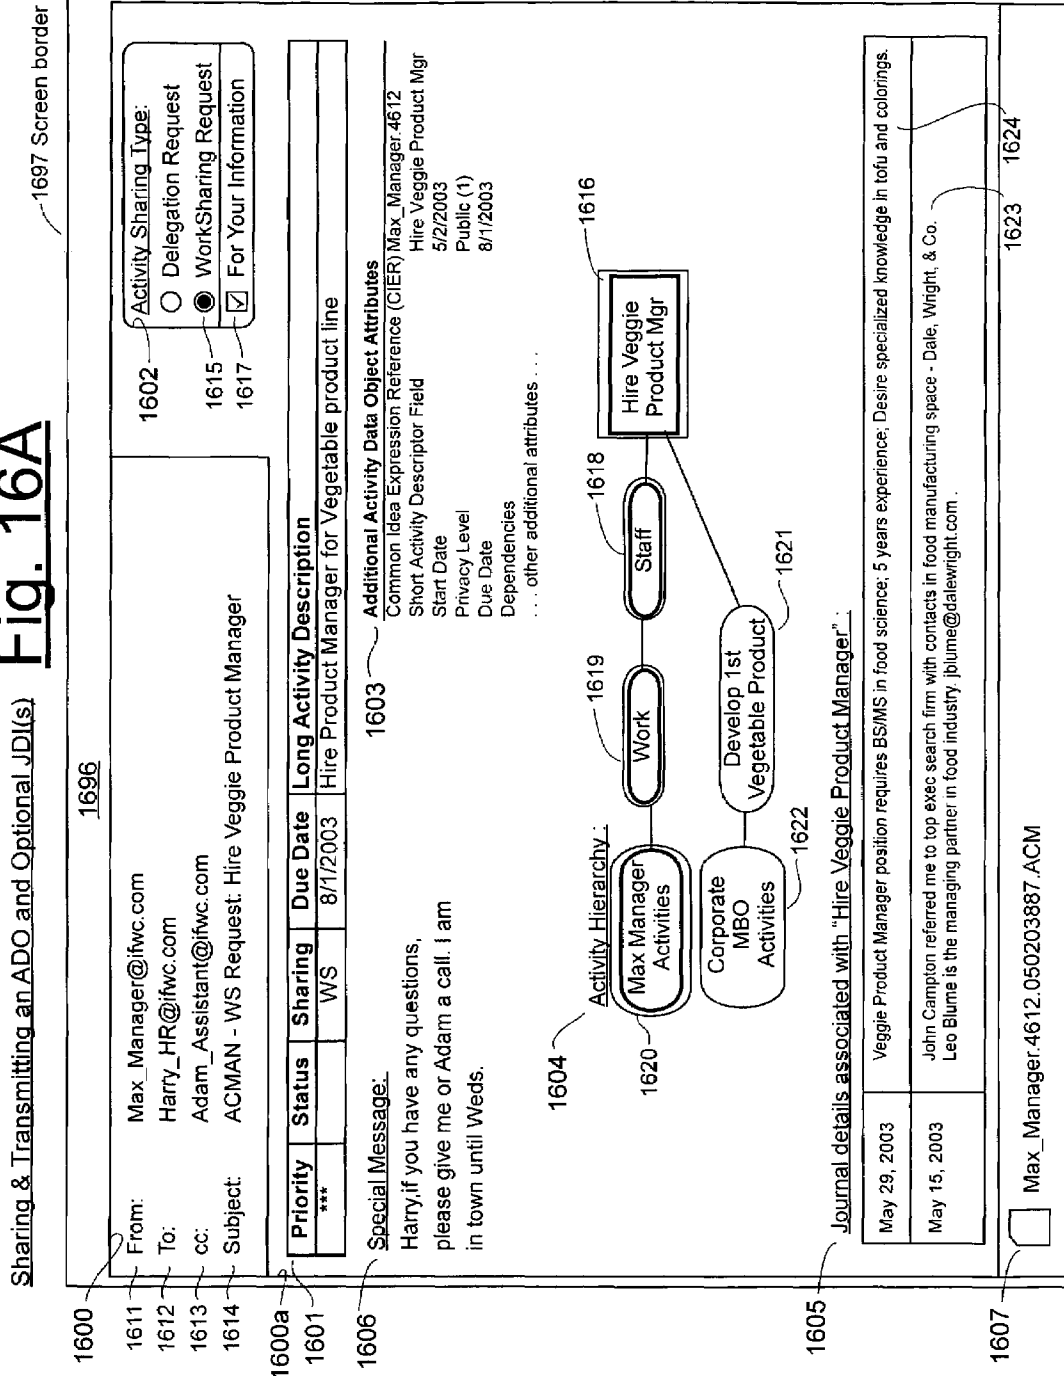 Fig. 16A
Sharing & Transmitting an ADO and Optional JDI(s)
1697 Screen border
1696
1600
1611 From: Max_Manager@ifwc.com
1612 To: Harry_HR@ifwc.com
1613 cc: Adam_Assistant@ifwc.com
1614 Subject: ACMAN - WS Request: Hire Veggie Product Manager
1602 Activity Sharing Type:
Delegation Request
1615 WorkSharing Request
1617 For Your Information
1600a
1601
Priority Status Sharing Due Date Long Activity Description
*** WS 8/1/2003 Hire Product Manager for Vegetable product line
1606 Special Message:
Harry,if you have any questions,
please give me or Adam a call. I am
in town until Weds.
1603 Additional Activity Data Object Attributes
Common Idea Expression Reference (CIER) Max_Manager.4612
Short Activity Descriptor Field Hire Veggie Product Mgr
Start Date 5/2/2003
Privacy Level Public (1)
Due Date 8/1/2003
Dependencies
. . . other additional attributes . . . .
1604 Activity Hierarchy :
1620 Max Manager
Activities
1619 Work
1618 Staff
1616 Hire Veggie
Product Mgr
1622 Corporate
MBO
Activities
1621 Develop 1st
Vegetable Product
1605 Journal details associated with "Hire Veggie Product Manager" :
May 29, 2003 Veggie Product Manager position requires BS/MS in food science; 5 years experience; Desire specialized knowledge in tofu and colorings.
May 15, 2003 John Campton referred me to top exec search firm with contacts in food manufacturing space - Dale, Wright, & Co.
Leo Blume is the managing partner in food industry. jblume@dalewright.com .
1623
1624
1607 Max_Manager.4612.050203887.ACM